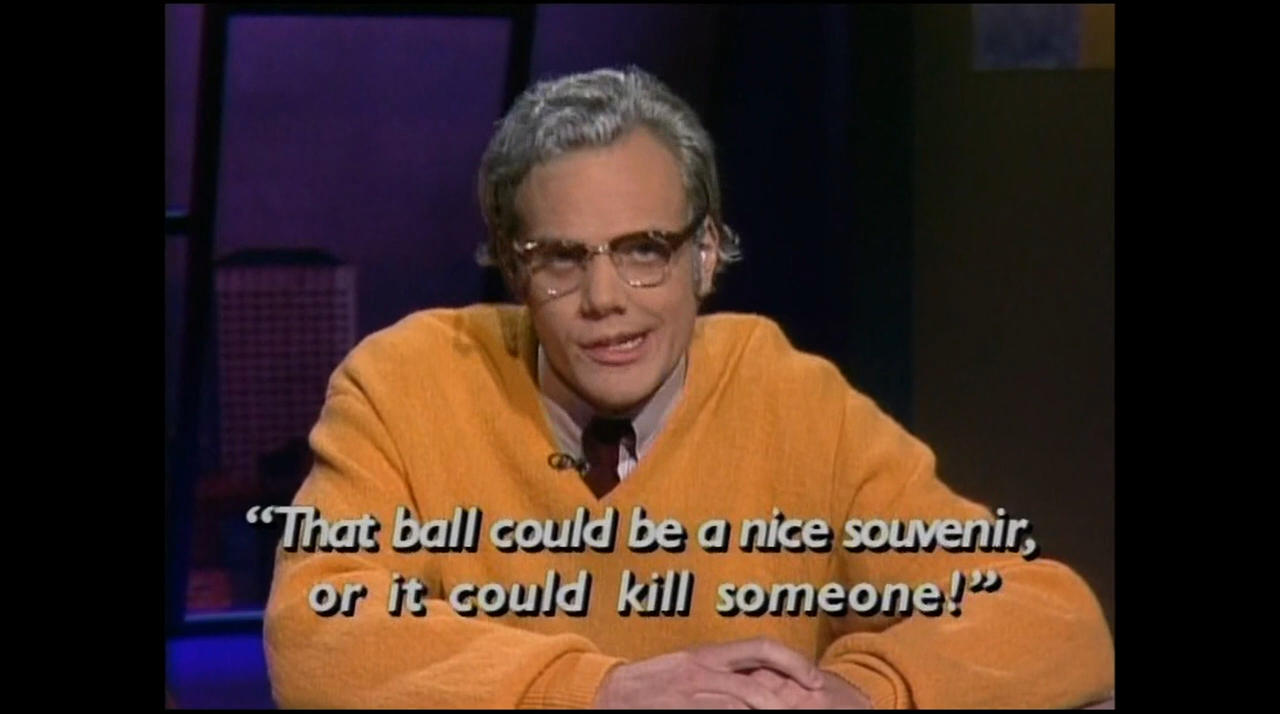 “That ball could be a nice souvenir,
or it could kill someone!”